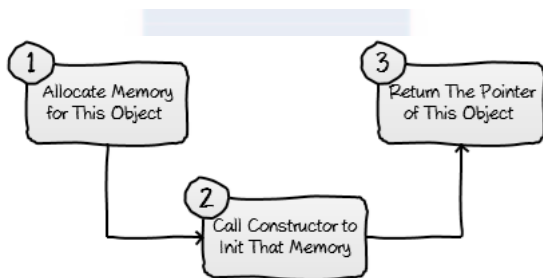 1
Allocate Memory
for This Object
2
Call Constructor to
Init That Memory
3
Return The Pointer
of This Object